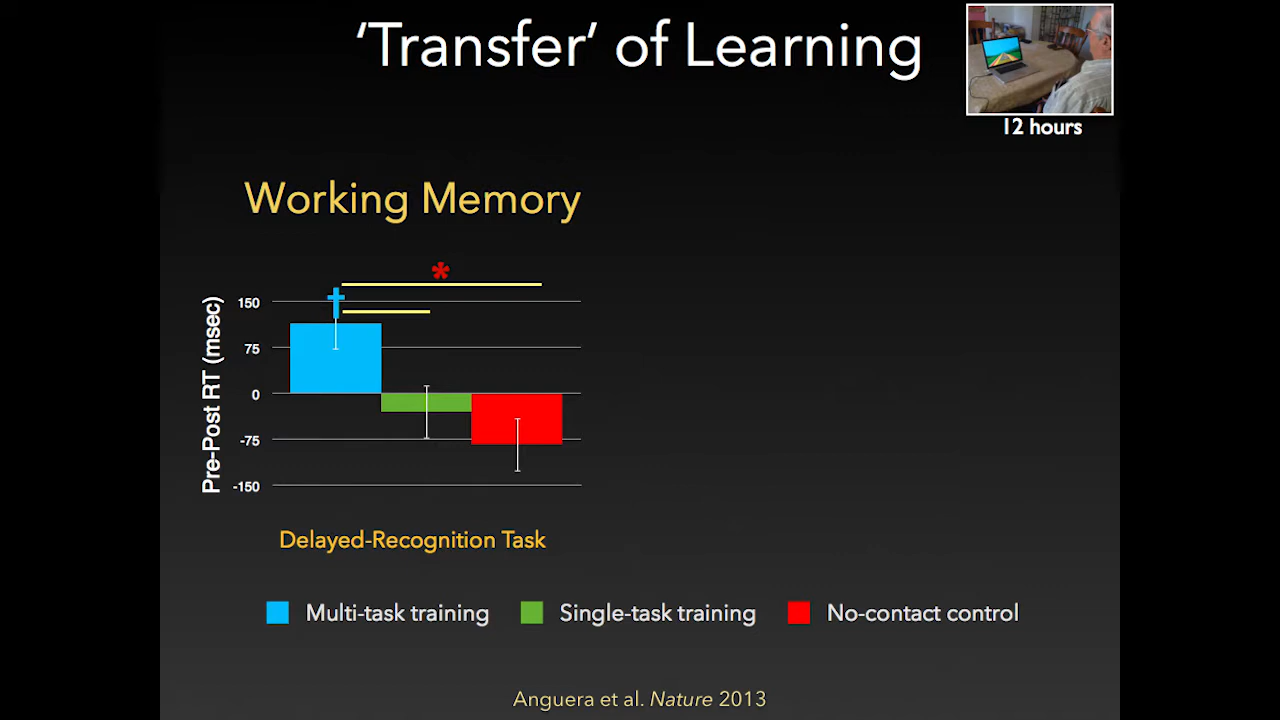 ‘Transfer’ of Learning
12 hours
Working Memory
*
†
Pre-Post RT (msec)
150
75
0
-75
-150
Delayed-Recognition Task
Multi-task training
Single-task training
No-contact control
Anguera et al. Nature 2013